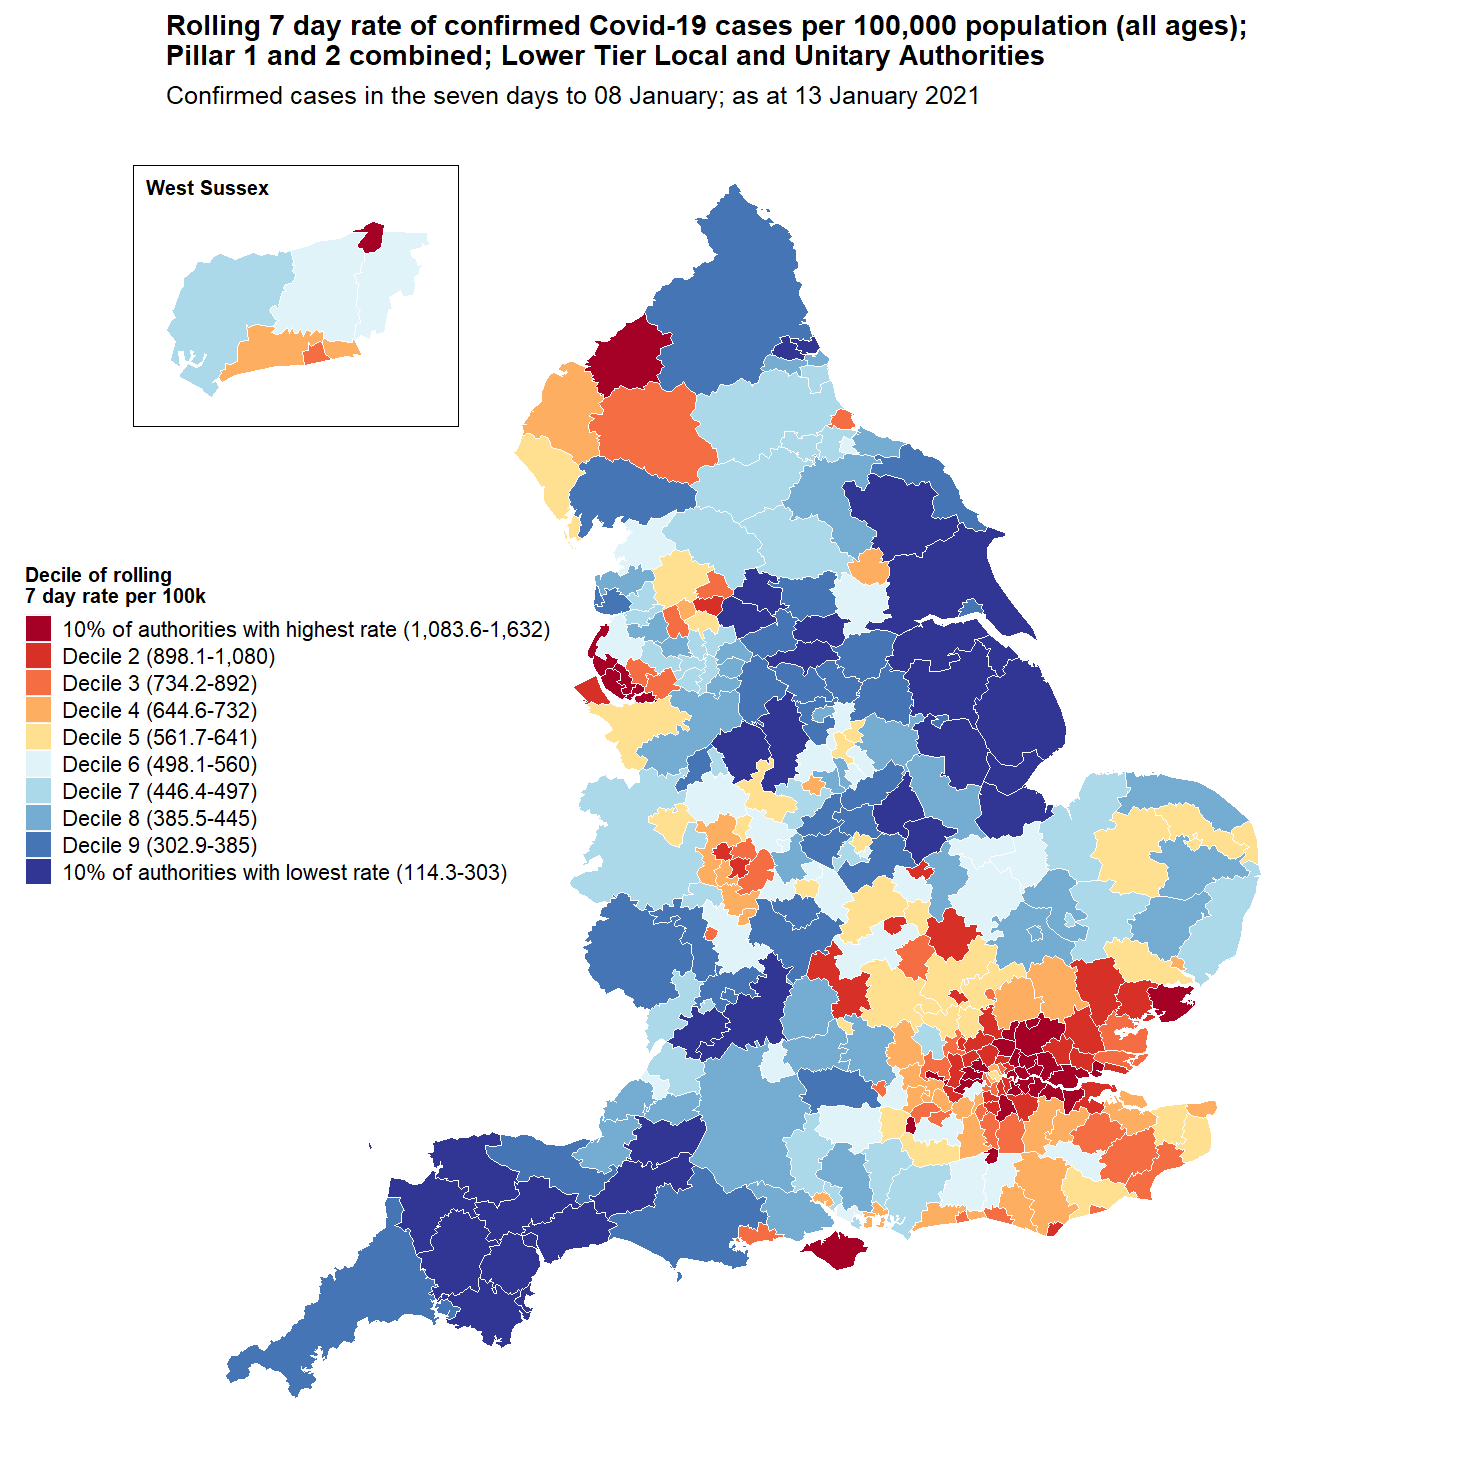 Rolling 7 day rate of confirmed Covid-19 cases per 100,000 population (all ages);
Pillar 1 and 2 combined; Lower Tier Local and Unitary Authorities
Confirmed cases in the seven days to 08 January; as at 13 January 2021
West Sussex
Decile of rolling
7 day rate per 100k
10% of authorities with highest rate (1,083.6-1,632)
Decile 2 (898.1-1,080)
Decile 3 (734.2-892)
Decile 4 (644.6-732)
Decile 5 (561.7-641)
Decile 6 (498.1-560)
Decile 7 (446.4-497)
Decile 8 (385.5-445)
Decile 9 (302.9-385)
10% of authorities with lowest rate (114.3-303)